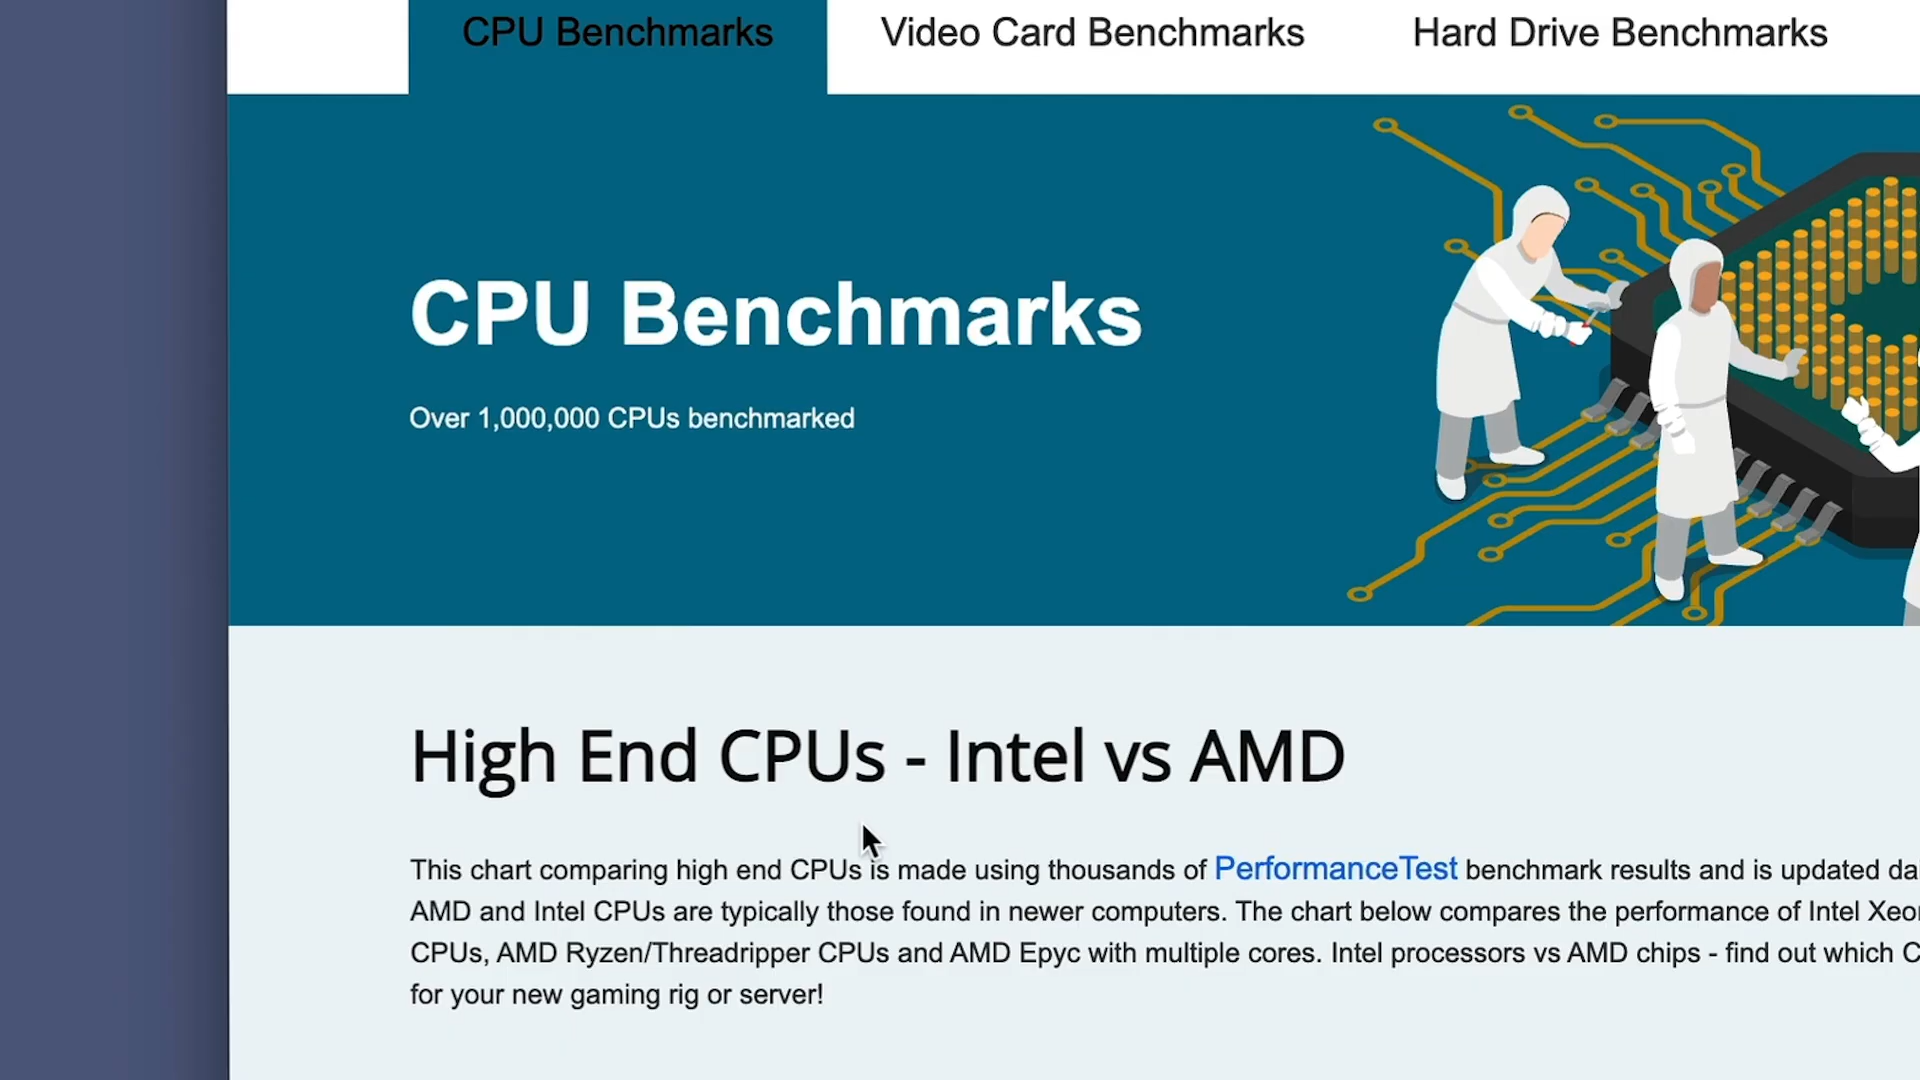 CPU Benchmarks
Video Card Benchmarks
Hard Drive Benchmarks
CPU Benchmarks
Over 1,000,000 CPUs benchmarked
High End CPUs - Intel vs AMD
This chart comparing high end CPUs is made using thousands of PerformanceTest benchmark results and is updated
AMD and Intel CPUs are typically those found in newer computers. The chart below compares the performance of Intel
CPUs, AMD Ryzen/Threadripper CPUs and AMD Epyc with multiple cores. Intel processors vs AMD chips - find out which
for your new gaming rig or server!